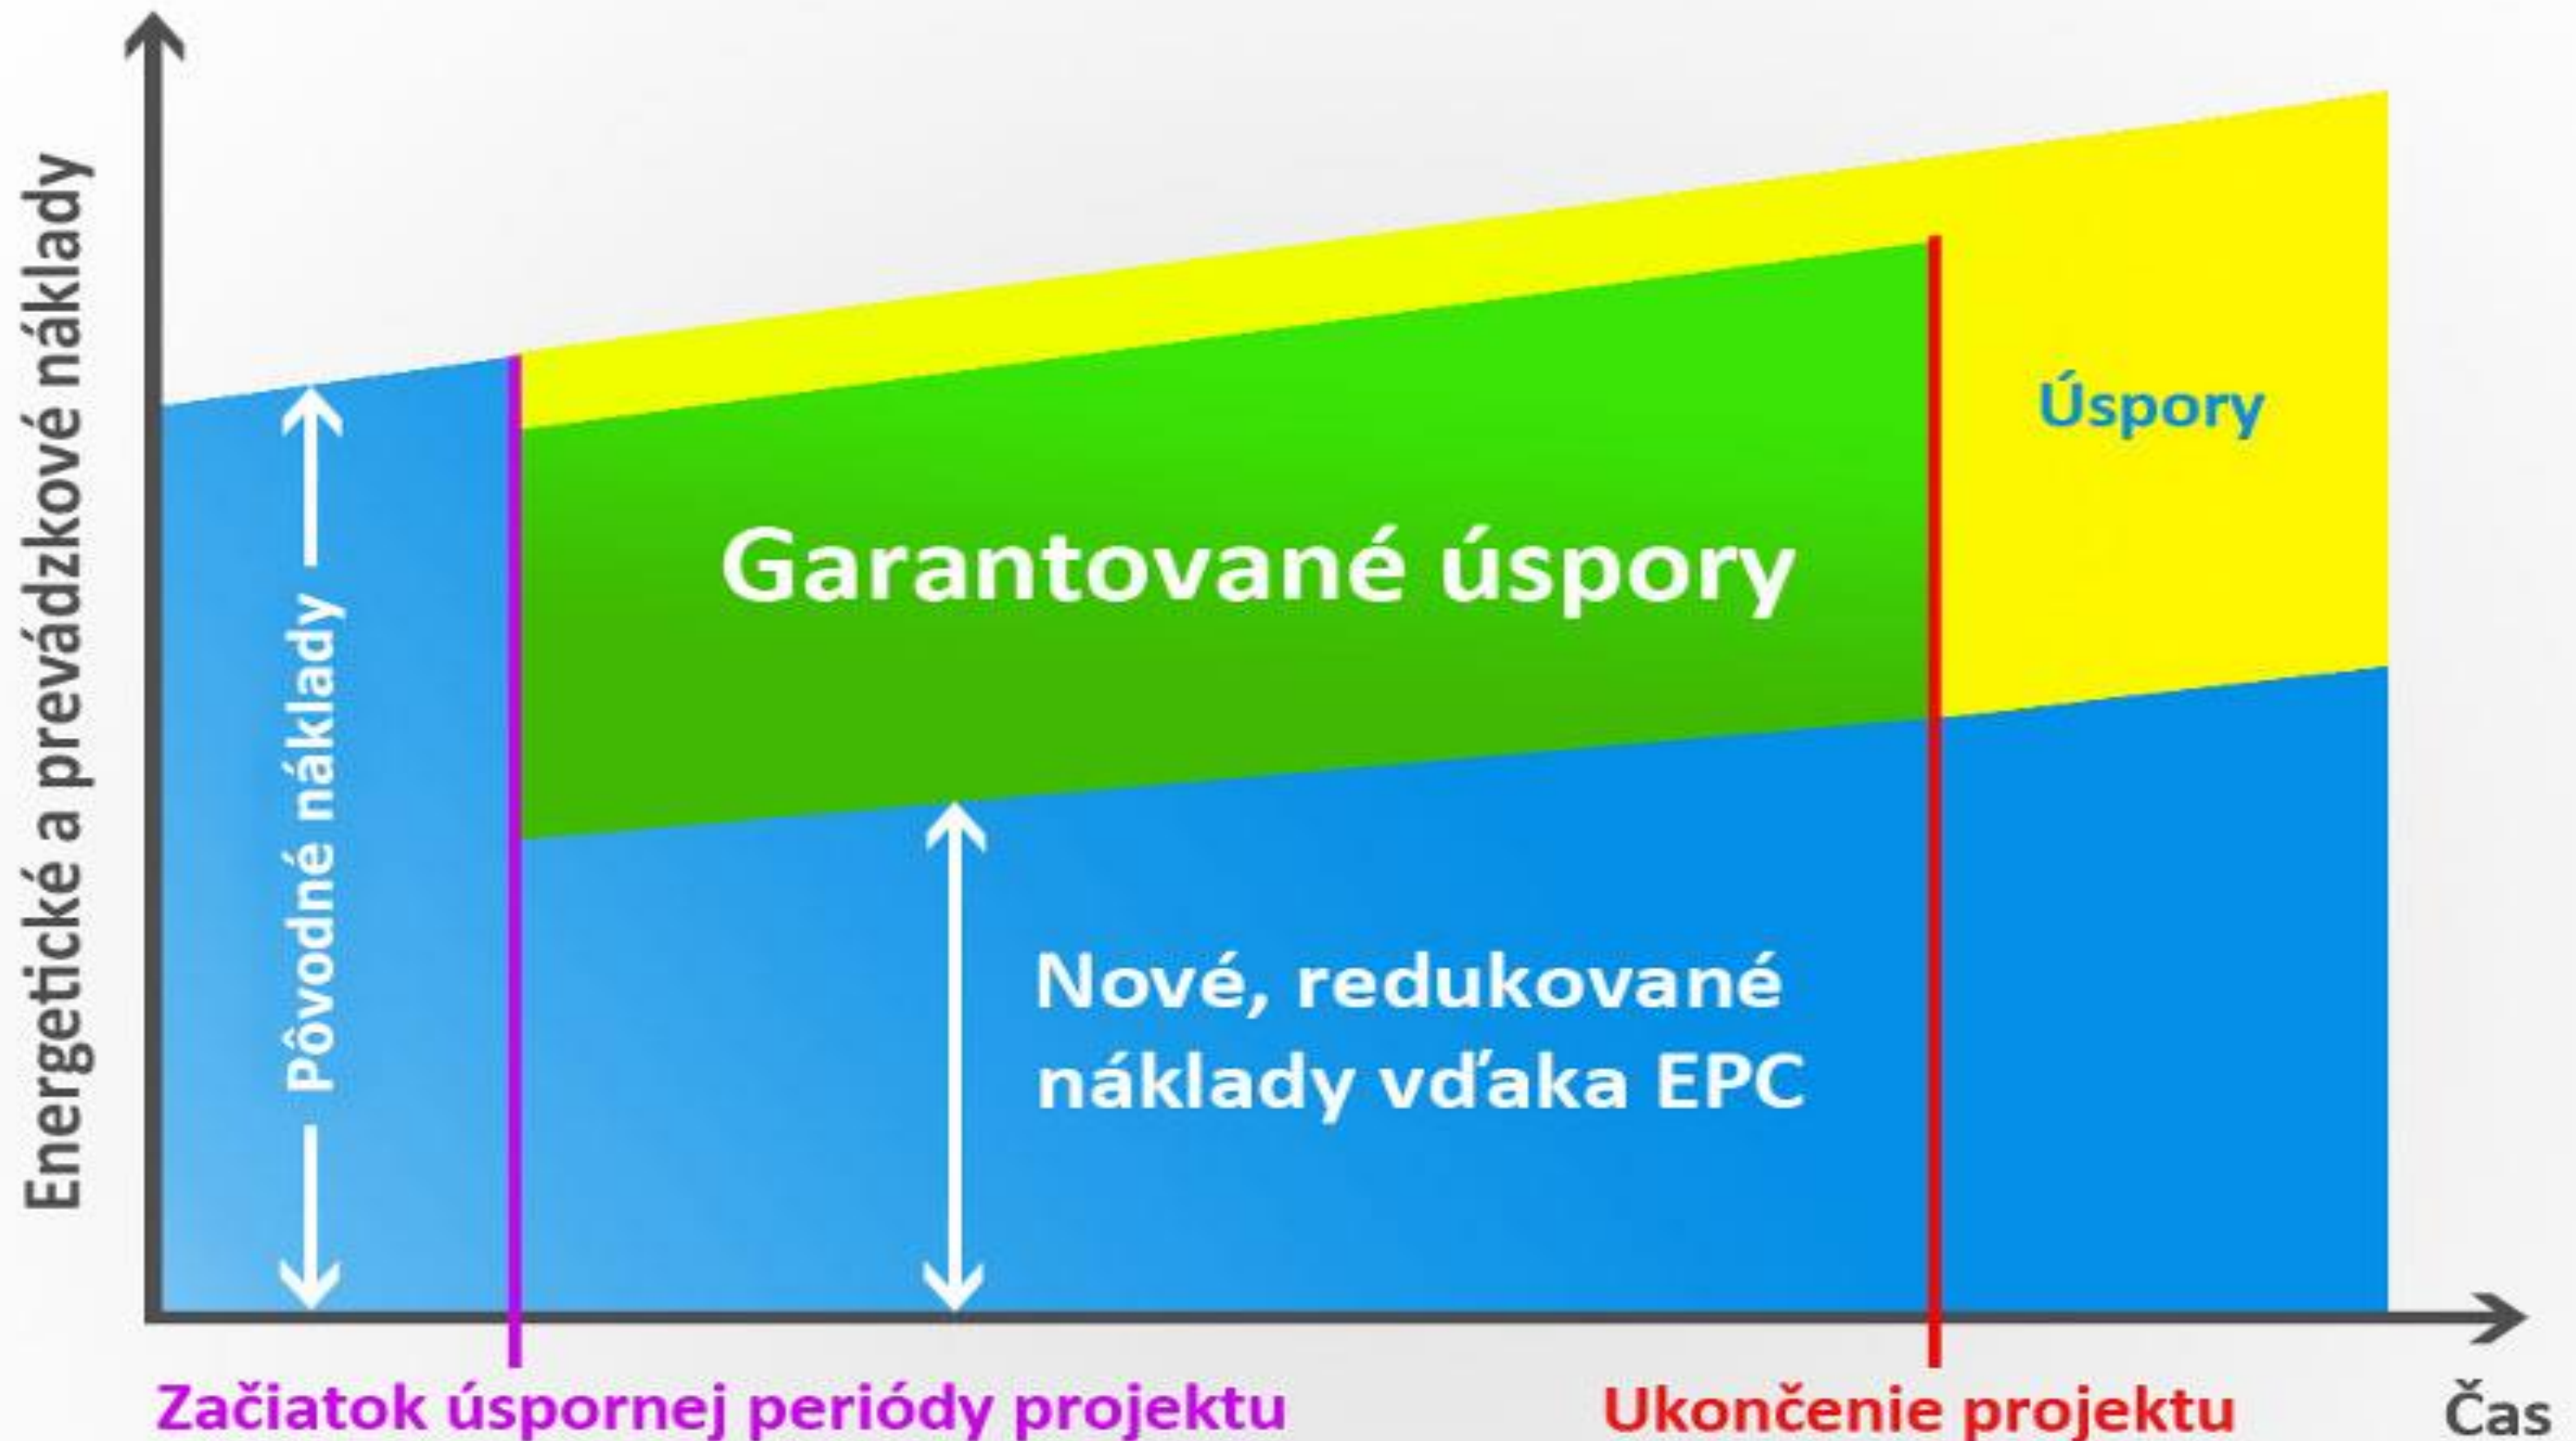 Energetické a prevádzkové náklady
Pôvodné náklady
Garantované úspory
Úspory
Nové, redukované
náklady vďaka EPC
Začiatok úspornej periódy projektu
Ukončenie projektu
Čas